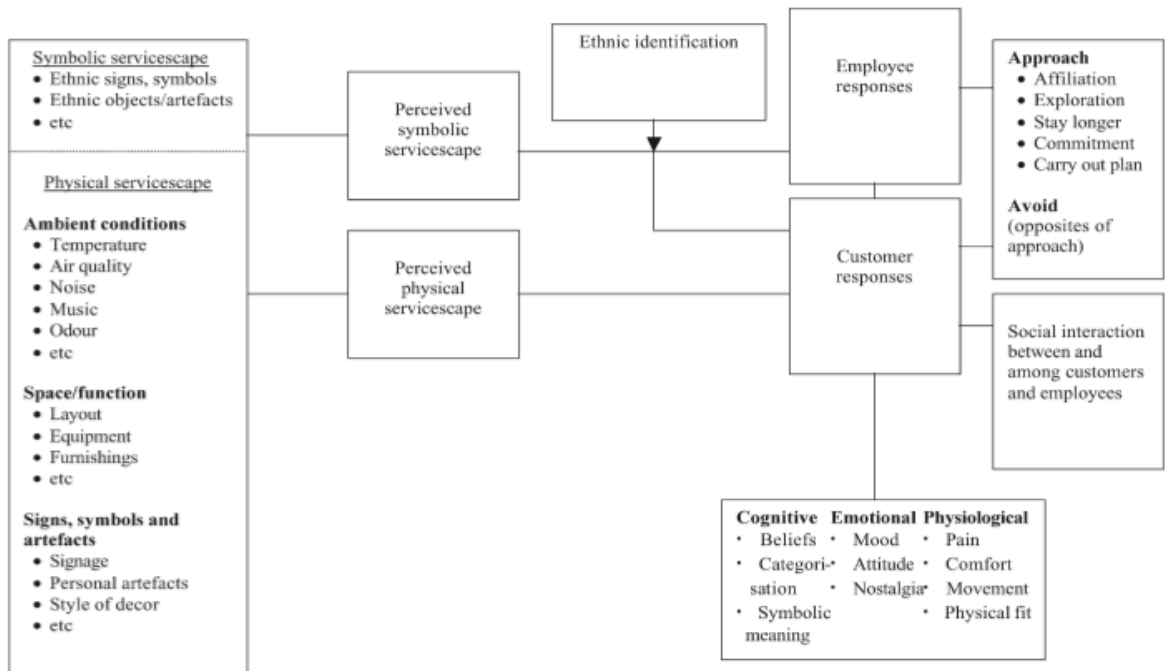 Symbolic servicescape
• Ethnic signs, symbols
• Ethnic objects/artefacts
• etc
Physical servicescape
Ambient conditions
• Temperature
• Air quality
• Noise
• Music
• Odour
• etc
Space/function
• Layout
• Equipment
• Furnishings
• etc
Signs, symbols and
artefacts
• Signage
• Personal artefacts
• Style of decor
• etc
Perceived
symbolic
servicescape
Perceived
physical
servicescape
Ethnic identification
Employee
responses
Customer
responses
Approach
• Affiliation
• Exploration
• Stay longer
• Commitment
• Carry out plan
Avoid
(opposites of
approach)
Social interaction
between and
among customers
and employees
Cognitive
• Beliefs
• Categori-
sation
• Symbolic
meaning
Emotional
• Mood
• Attitude
• Nostalgia
Physiological
• Pain
• Comfort
• Movement
• Physical fit